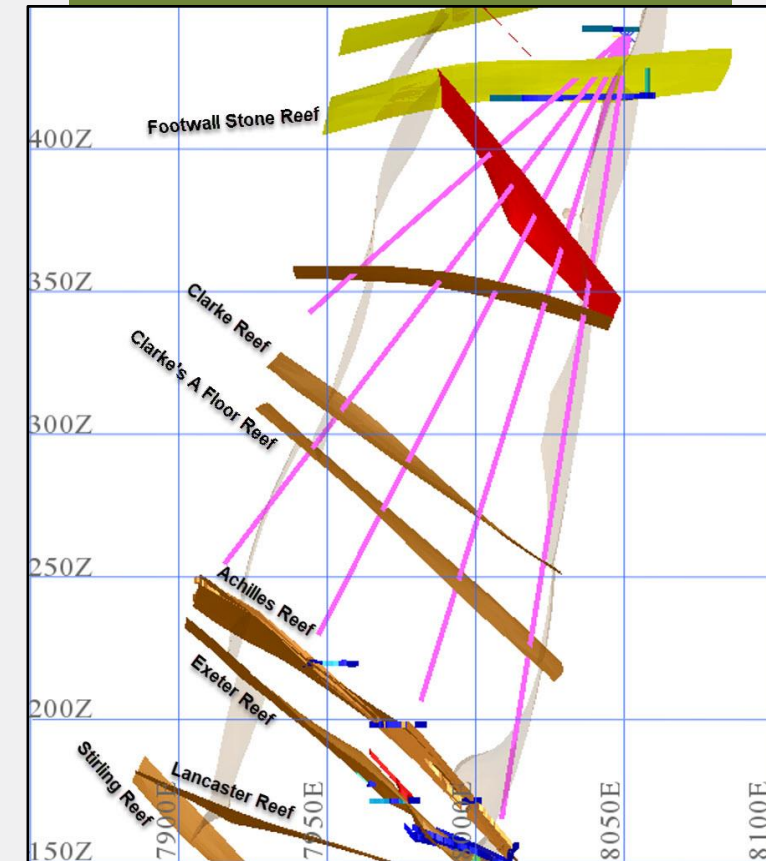 Footwall Stone Reef
400Z
350Z
Clarke Reef
Clarke's A Floor Reef
300Z
250Z
Achilles Reef
Exeter Reef
200Z
Stirling Reef
Lancaster Reef
150Z
7900E
7950E
8000E
8050E
8100E